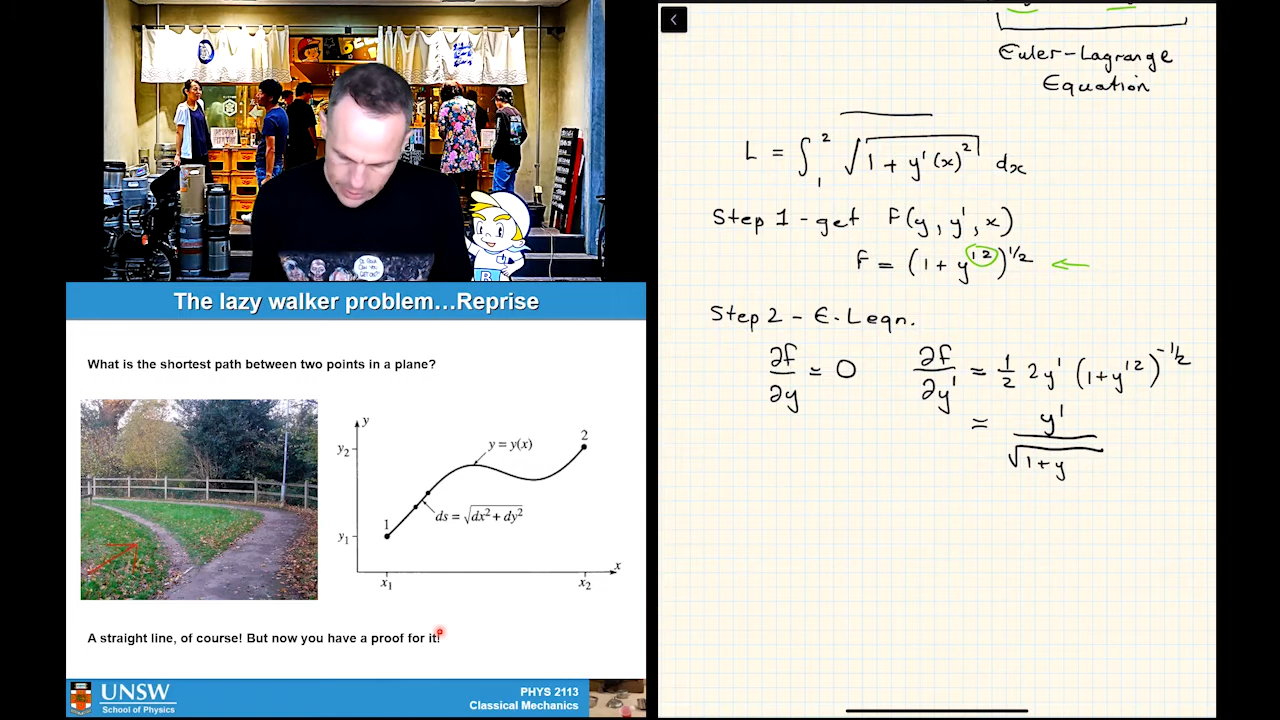 The lazy walker problem…Reprise
What is the shortest path between two points in a plane?
y
y₂
y₁
1
2
y = y(x)
ds = √dx² + dy²
x
x₁
x₂
A straight line, of course! But now you have a proof for it!
UNSW
School of Physics
PHYS 2113
Classical Mechanics
Euler-Lagrange
Equation
L = ∫₁² √(1 + y'(x)²) dx
Step 1 - get f(y, y', x)
f = (1 + y'²)^1/2 ←
Step 2 - E-L eqn.
∂f/∂y = 0 ∂f/∂y' = 1/2 2y' (1+y'²)^-1/2
= y'/√1+y